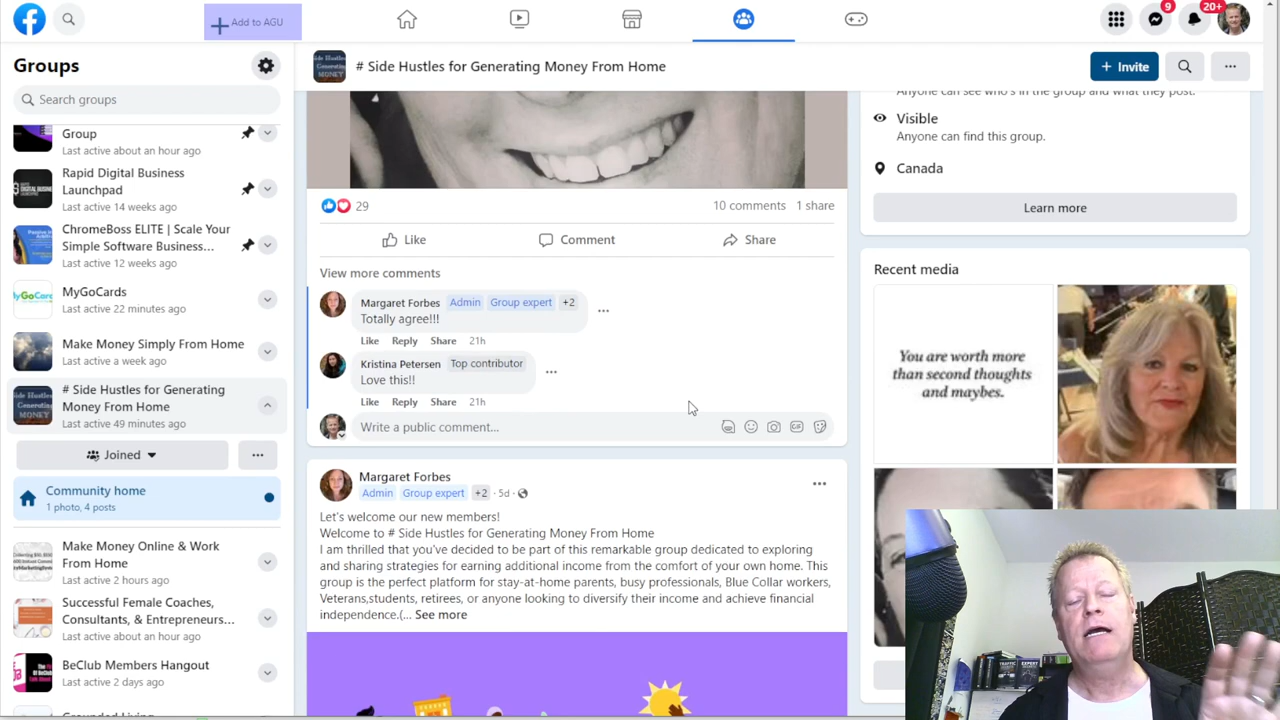 Add to AGU
9
20+
Groups
Search groups
Group
Last active about an hour ago
Rapid Digital Business
Launchpad
Last active 14 weeks ago
ChromeBoss ELITE | Scale Your
Simple Software Business...
Last active 12 weeks ago
MyGoCards
Last active 22 minutes ago
Make Money Simply From Home
Last active a week ago
# Side Hustles for Generating
Money From Home
Last active 49 minutes ago
Joined
Community home
1 photo, 4 posts
Make Money Online & Work
From Home
Last active 2 hours ago
Successful Female Coaches,
Consultants, & Entrepreneurs...
Last active about an hour ago
BeClub Members Hangout
Last active 2 days ago
Grounded Living
# Side Hustles for Generating Money From Home
+ Invite
29
10 comments 1 share
Like
Comment
Share
View more comments
Margaret Forbes Admin Group expert +2
Totally agree!!!
Like Reply Share 21h
Kristina Petersen Top contributor
Love this!!
Like Reply Share 21h
Write a public comment...
Margaret Forbes
Admin Group expert +2 · 5d ·
Let's welcome our new members!
Welcome to # Side Hustles for Generating Money From Home
I am thrilled that you've decided to be part of this remarkable group dedicated to exploring
and sharing strategies for earning additional income from the comfort of your own home. This
group is the perfect platform for stay-at-home parents, busy professionals, Blue Collar workers,
Veterans,students, retirees, or anyone looking to diversify their income and achieve financial
independence.(... See more
Anyone can see who's in the group and what they post.
Visible
Anyone can find this group.
Canada
Learn more
Recent media
You are worth more
than second thoughts
and maybes.